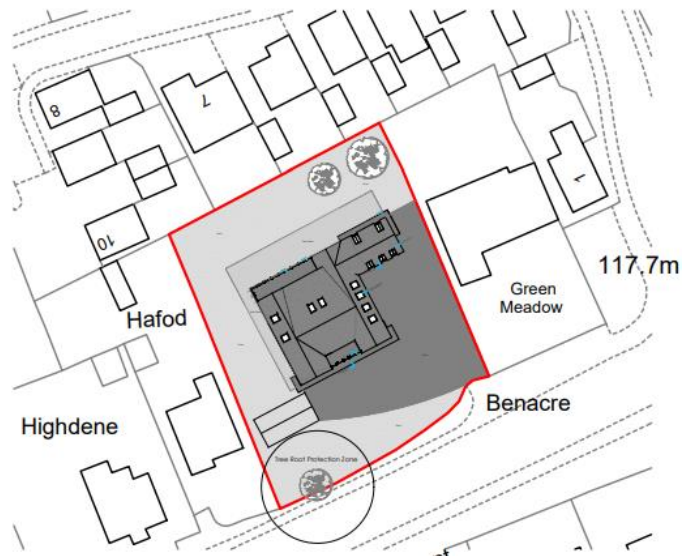 8
7
10
1
117.7m
Green
Meadow
Hafod
Benacre
Highdene
Tree Root Protection Zone